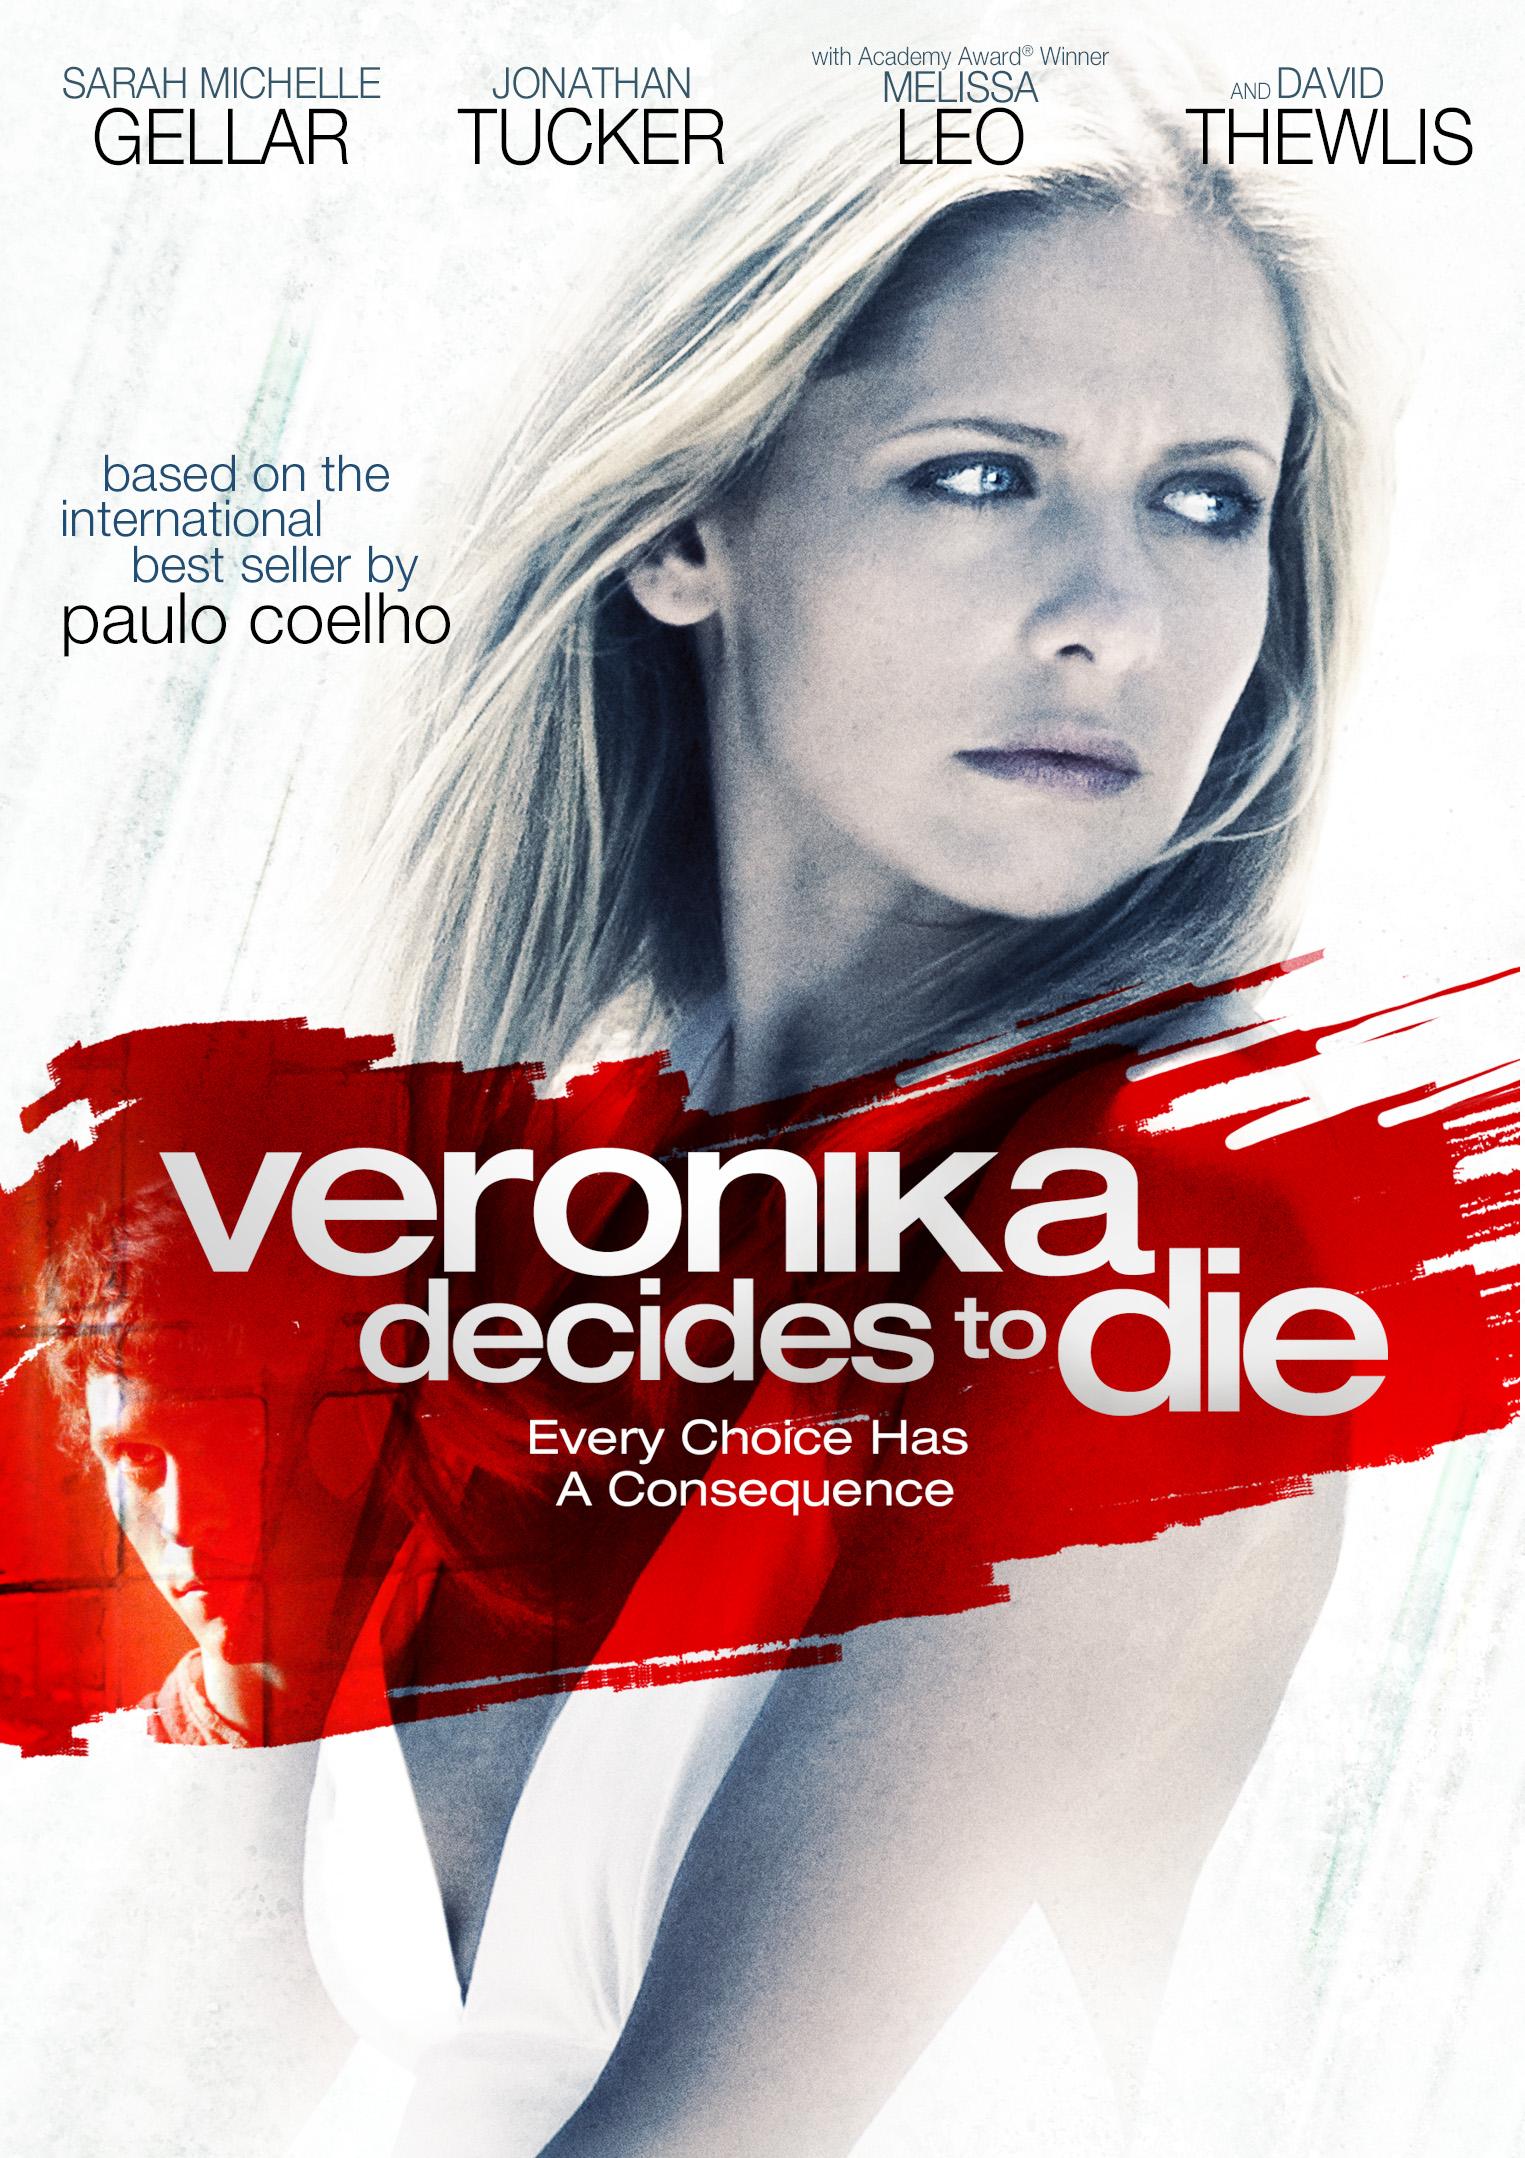 SARAH MICHELLE
GELLAR
JONATHAN
TUCKER
with Academy Award® Winner
MELISSA
LEO
AND DAVID
THEWLIS
based on the
international
best seller by
paulo coelho
veronika
decides to die
Every Choice Has
A Consequence